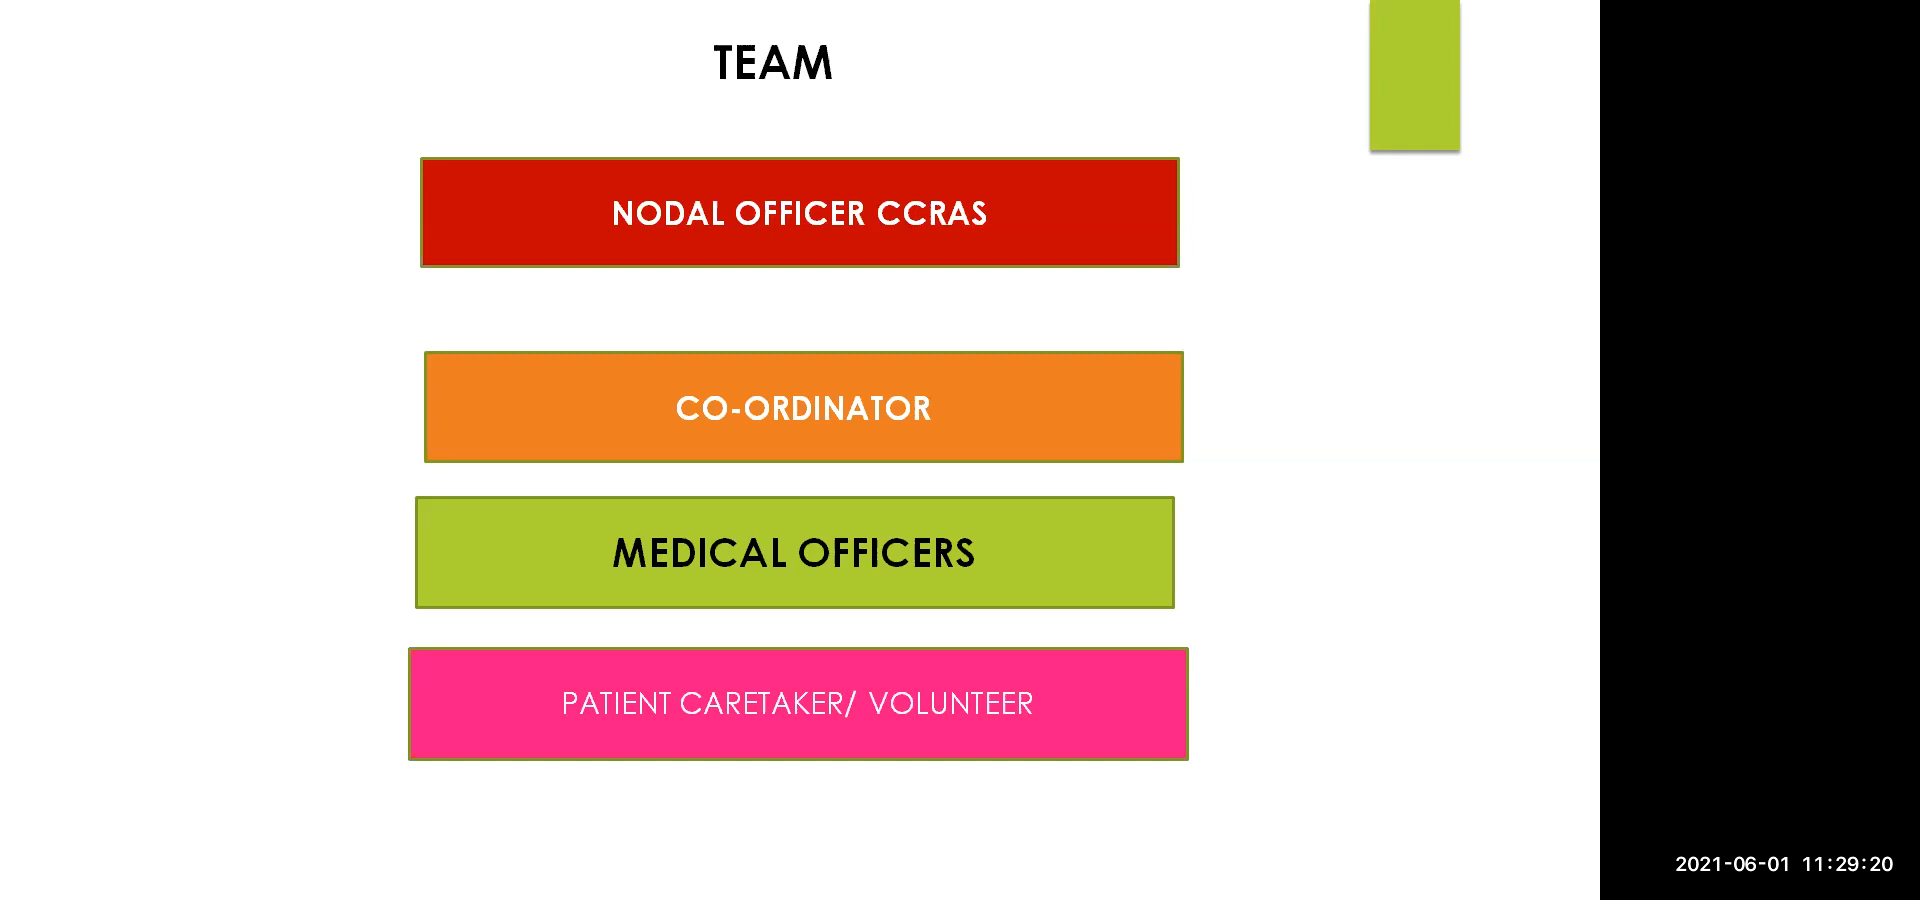 TEAM
NODAL OFFICER CCRAS
CO-ORDINATOR
MEDICAL OFFICERS
PATIENT CARETAKER/ VOLUNTEER
2021-06-01 11:29:20